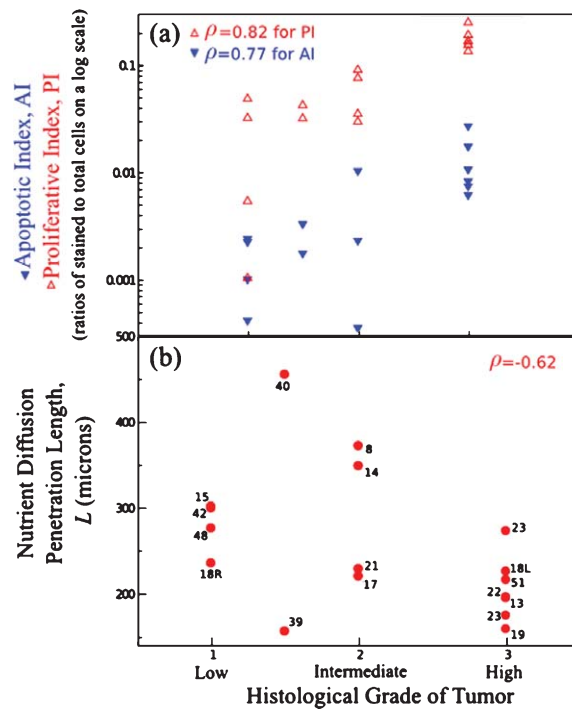 (a)
△ ρ=0.82 for PI
▼ ρ=0.77 for AI
0.1
0.01
0.001
◄Apoptotic Index, AI
▹Proliferative Index, PI
(ratios of stained to total cells on a log scale)
(b)
ρ=-0.62
500
400
300
200
Nutrient Diffusion
Penetration Length,
L (microns)
40
8
14
15
42
48
18R
21
17
39
23
18L
51
22
13
23
19
1
2
3
Low
Intermediate
High
Histological Grade of Tumor